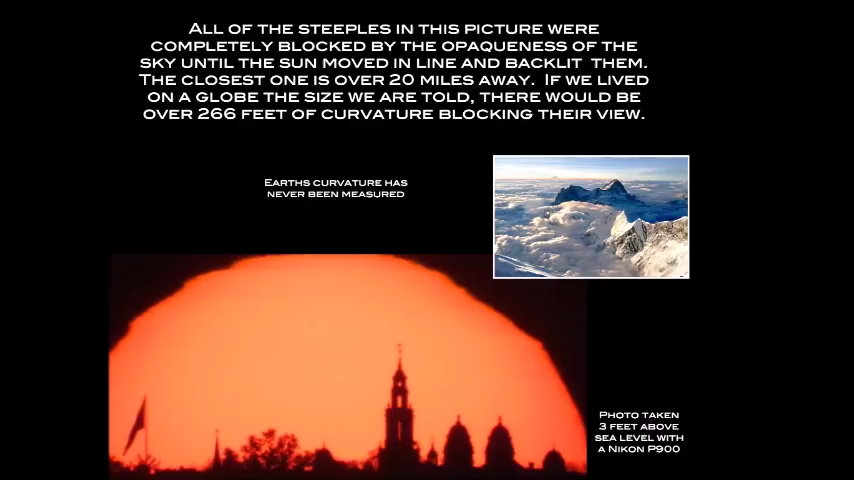 All of the steeples in this picture were
completely blocked by the opaqueness of the
sky until the sun moved in line and backlit them.
The closest one is over 20 miles away. If we lived
on a globe the size we are told, there would be
over 266 feet of curvature blocking their view.
Earths curvature has
never been measured
Photo taken
3 feet above
sea level with
a Nikon P900